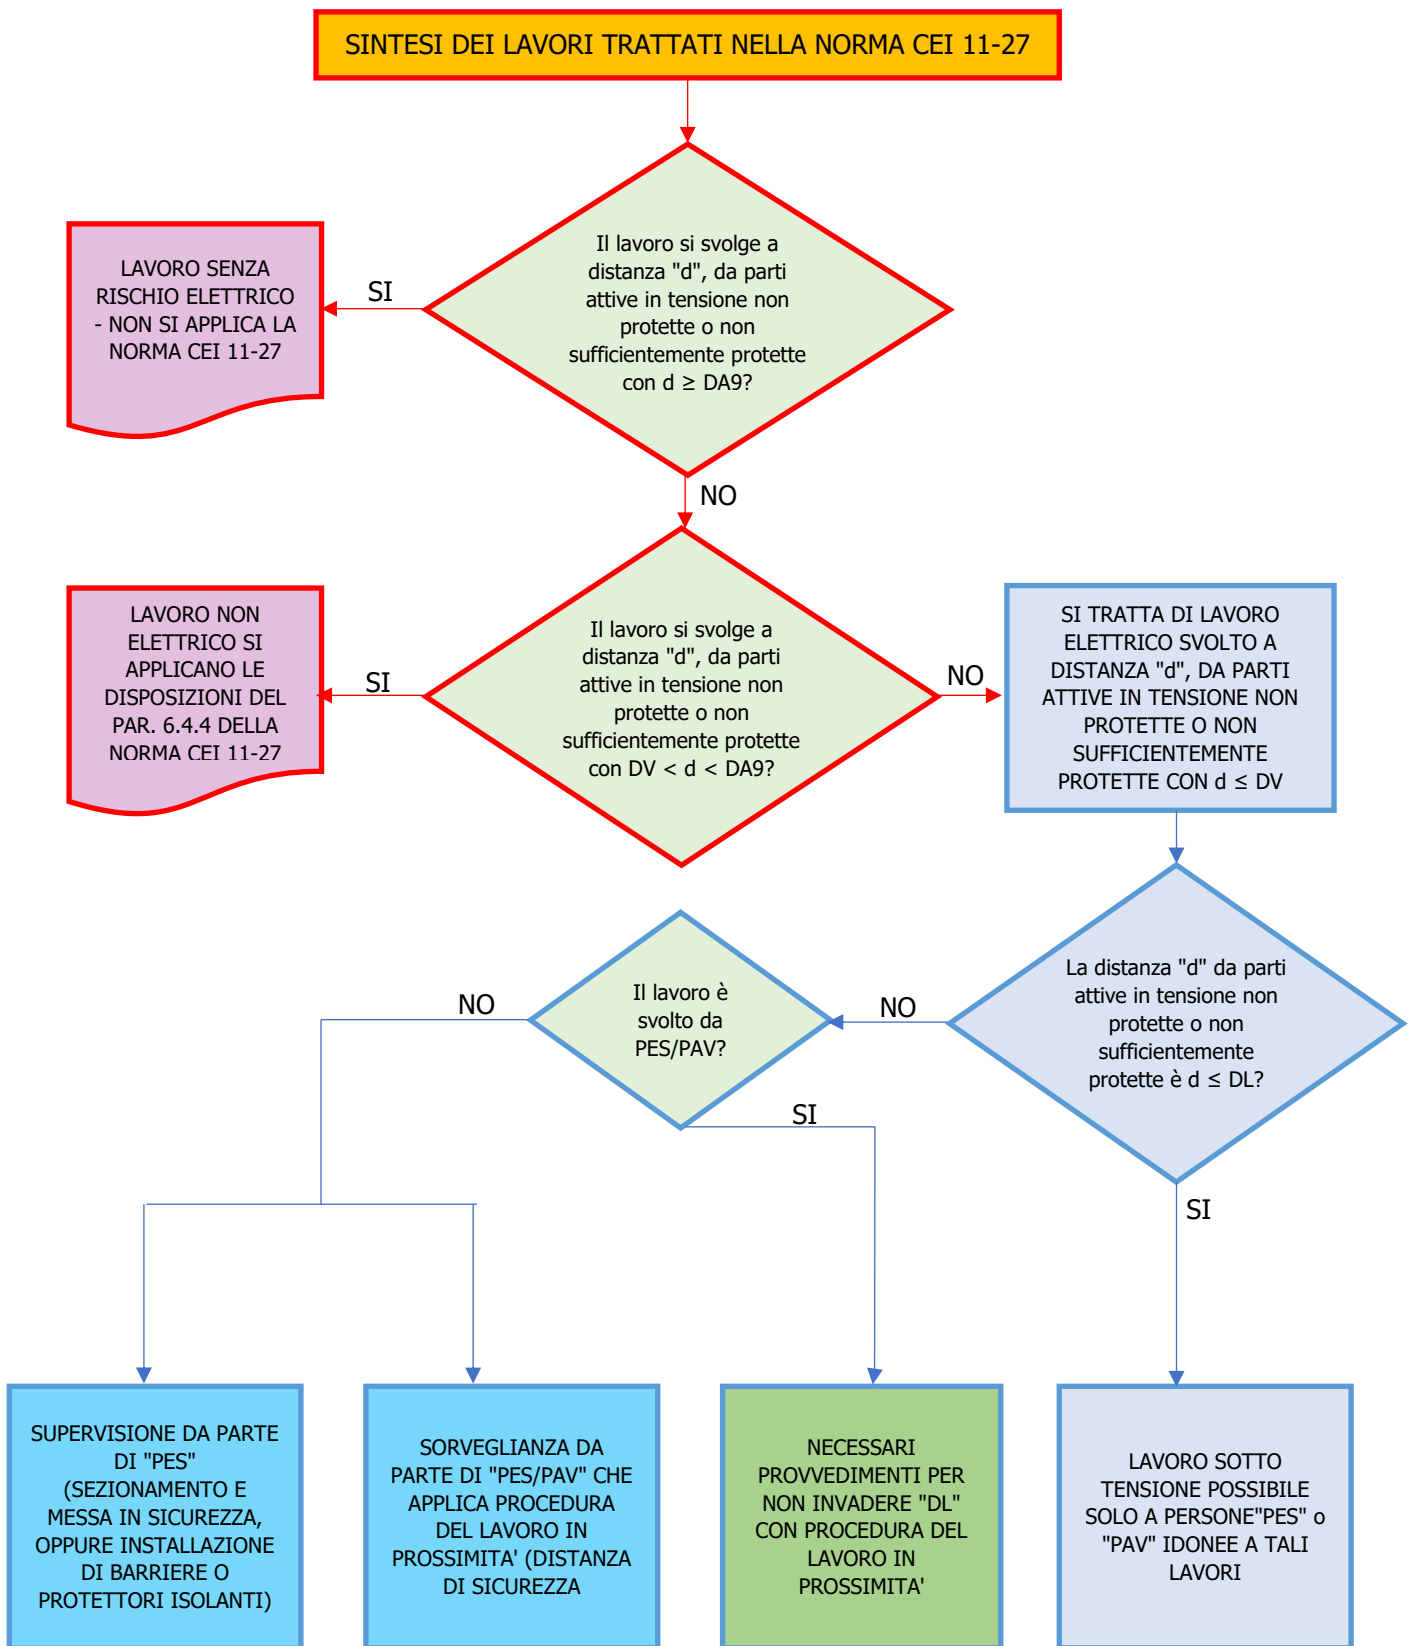 SINTESI DEI LAVORI TRATTATI NELLA NORMA CEI 11-27
Il lavoro si svolge a
distanza "d", da parti
attive in tensione non
protette o non
sufficientemente protette
con d ≥ DA9?
SI
LAVORO SENZA
RISCHIO ELETTRICO
- NON SI APPLICA LA
NORMA CEI 11-27
NO
Il lavoro si svolge a
distanza "d", da parti
attive in tensione non
protette o non
sufficientemente protette
con DV < d < DA9?
SI
LAVORO NON
ELETTRICO SI
APPLICANO LE
DISPOSIZIONI DEL
PAR. 6.4.4 DELLA
NORMA CEI 11-27
NO
SI TRATTA DI LAVORO
ELETTRICO SVOLTO A
DISTANZA "d", DA PARTI
ATTIVE IN TENSIONE NON
PROTETTE O NON
SUFFICIENTEMENTE
PROTETTE CON d ≤ DV
La distanza "d" da parti
attive in tensione non
protette o non
sufficientemente
protette è d ≤ DL?
NO
Il lavoro è
svolto da
PES/PAV?
NO
SI
SI
SUPERVISIONE DA PARTE
DI "PES"
(SEZIONAMENTO E
MESSA IN SICUREZZA,
OPPURE INSTALLAZIONE
DI BARRIERE O
PROTETTORI ISOLANTI)
SORVEGLIANZA DA
PARTE DI "PES/PAV" CHE
APPLICA PROCEDURA
DEL LAVORO IN
PROSSIMITA' (DISTANZA
DI SICUREZZA
NECESSARI
PROVVEDIMENTI PER
NON INVADERE "DL"
CON PROCEDURA DEL
LAVORO IN
PROSSIMITA'
LAVORO SOTTO
TENSIONE POSSIBILE
SOLO A PERSONE"PES" o
"PAV" IDONEE A TALI
LAVORI